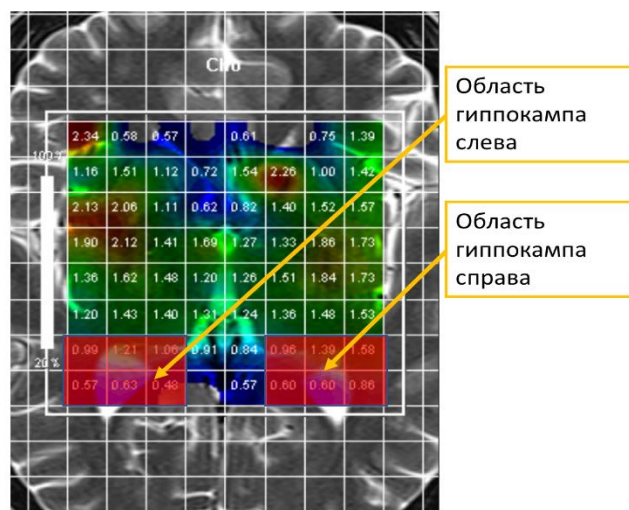 Cho
Область
гиппокампа
слева
2.34 0.58 0.57 0.61 0.75 1.39
1.16 1.51 1.12 0.72 1.54 2.26 1.00 1.42
2.13 2.06 1.11 0.62 0.82 1.40 1.52 1.57
1.90 2.12 1.41 1.69 1.27 1.33 1.86 1.73
1.36 1.62 1.48 1.20 1.26 1.51 1.84 1.73
1.20 1.43 1.40 1.31 1.24 1.36 1.48 1.53
0.99 1.21 1.06 0.91 0.84 0.96 1.39 1.58
0.57 0.63 0.48 0.57 0.60 0.60 0.86
20 %
Область
гиппокампа
справа